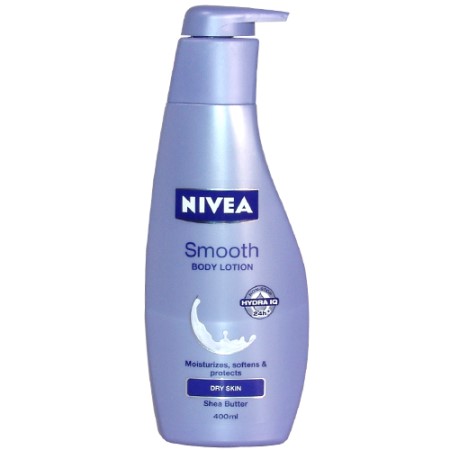 NIVEA
Smooth
BODY LOTION
HYDRA IQ
24h+
Moisturizes, softens &
protects
DRY SKIN
Shea Butter
400ml